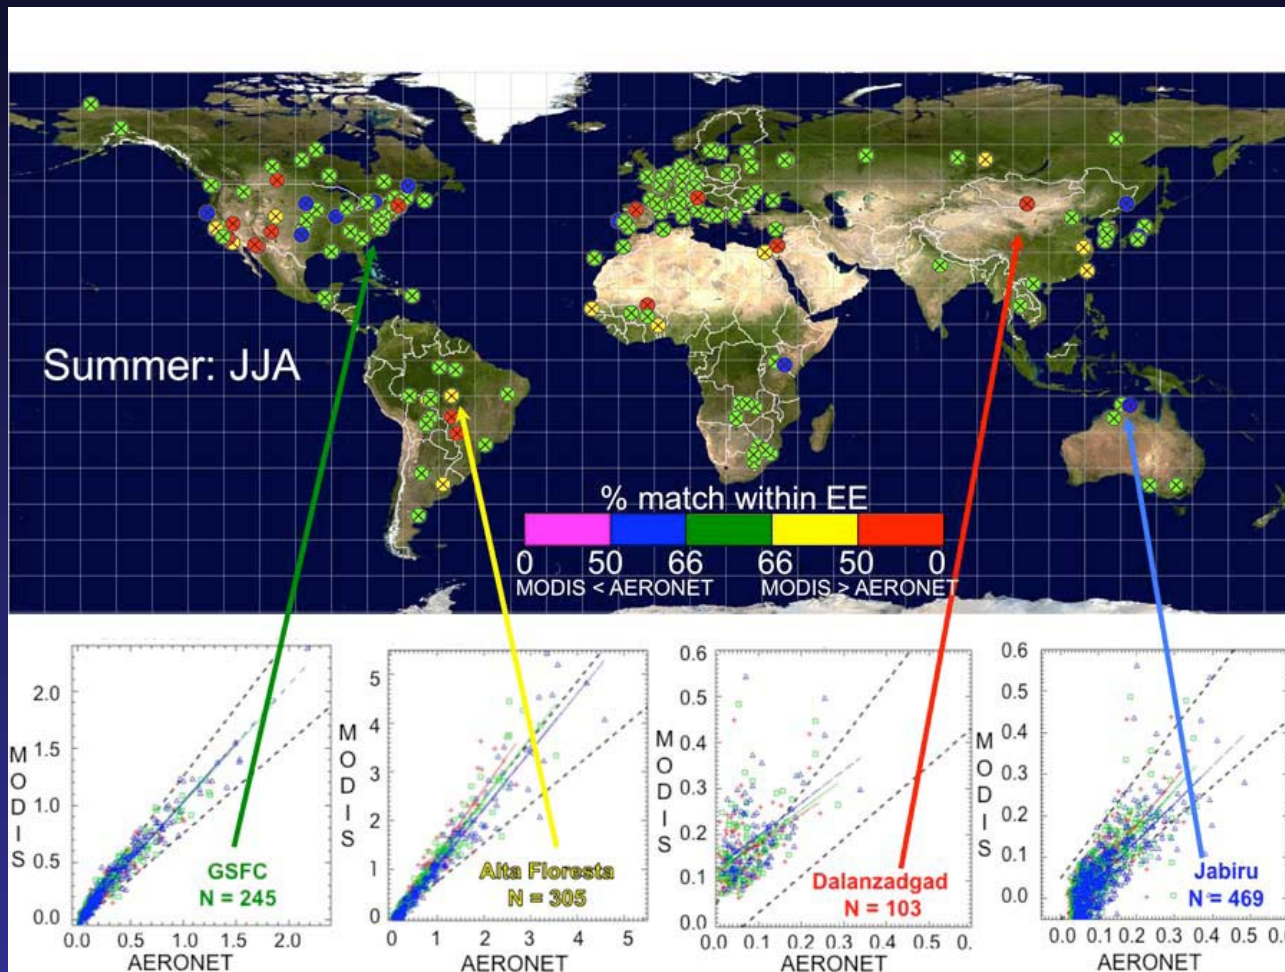 Summer: JJA
% match within EE
0 50 66 66 50 0
MODIS < AERONET MODIS > AERONET
2.0
1.5
1.0
0.5
0.0
MODIS
GSFC
N = 245
0.0 0.5 1.0 1.5 2.0
AERONET
5
4
3
2
1
0
MODIS
Alta Floresta
N = 305
0 1 2 3 4 5
AERONET
0.6
0.5
0.4
0.3
0.2
0.1
0.0
MODIS
Dalanzadgad
N = 103
0.0 0.1 0.2 0.3 0.4 0.5 0.
AERONET
0.6
0.5
0.4
0.3
0.2
0.1
0.0
MODIS
Jabiru
N = 469
0.0 0.1 0.2 0.3 0.4 0.5 0.
AERONET